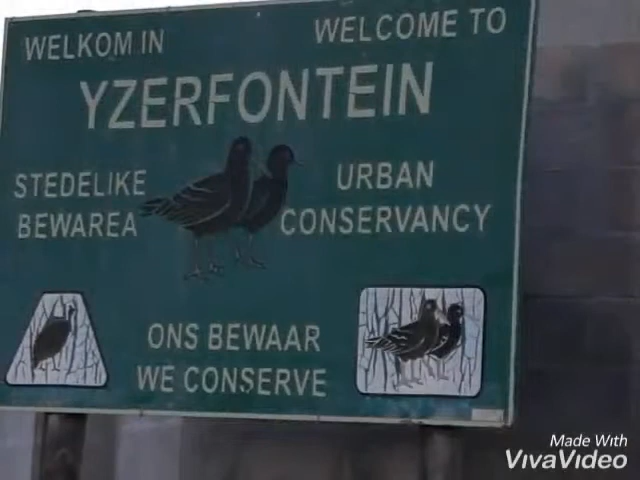 WELKOM IN
WELCOME TO
YZERFONTEIN
STEDELIKE
BEWAREA
URBAN
CONSERVANCY
ONS BEWAAR
WE CONSERVE
Made With
VivaVideo